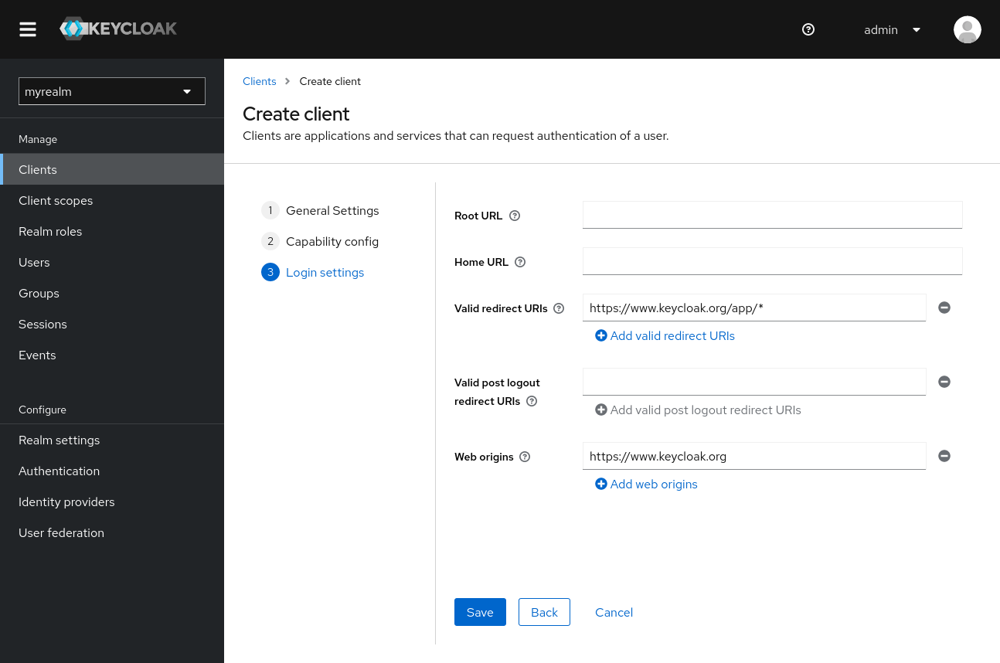 KEYCLOAK
admin
myrealm
Manage
Clients
Client scopes
Realm roles
Users
Groups
Sessions
Events
Configure
Realm settings
Authentication
Identity providers
User federation
Clients > Create client
Create client
Clients are applications and services that can request authentication of a user.
1 General Settings
2 Capability config
3 Login settings
Root URL ?
Home URL ?
Valid redirect URIs ? https://www.keycloak.org/app/*
Add valid redirect URIs
Valid post logout
redirect URIs ?
Add valid post logout redirect URIs
Web origins ? https://www.keycloak.org
Add web origins
Save Back Cancel